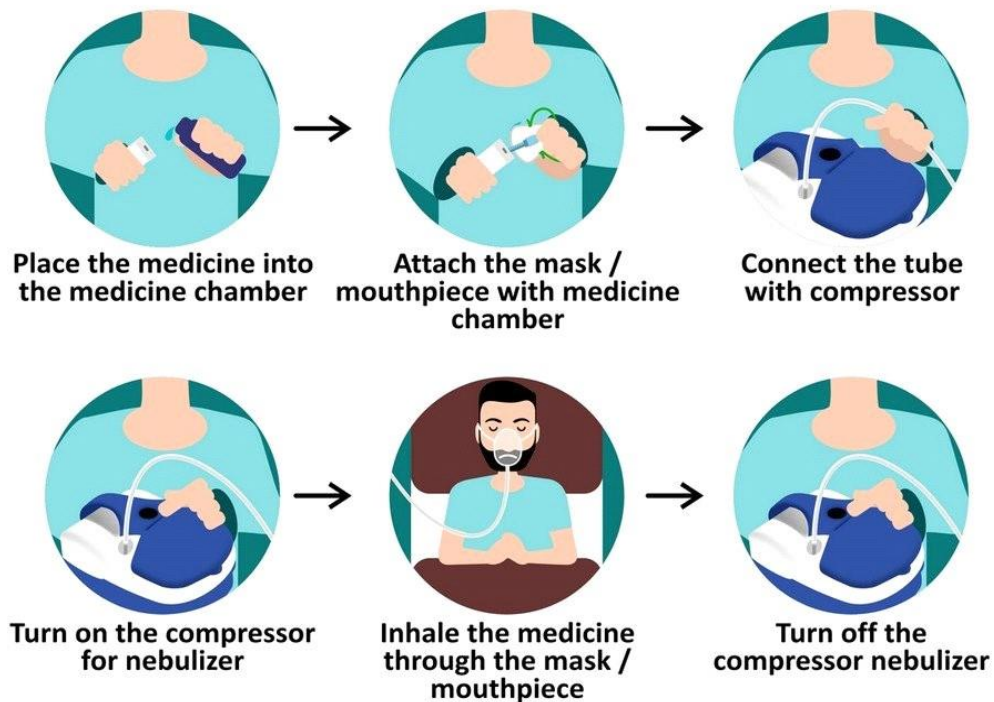 Place the medicine into
the medicine chamber
Attach the mask /
mouthpiece with medicine
chamber
Connect the tube
with compressor
Turn on the compressor
for nebulizer
Inhale the medicine
through the mask /
mouthpiece
Turn off the
compressor nebulizer